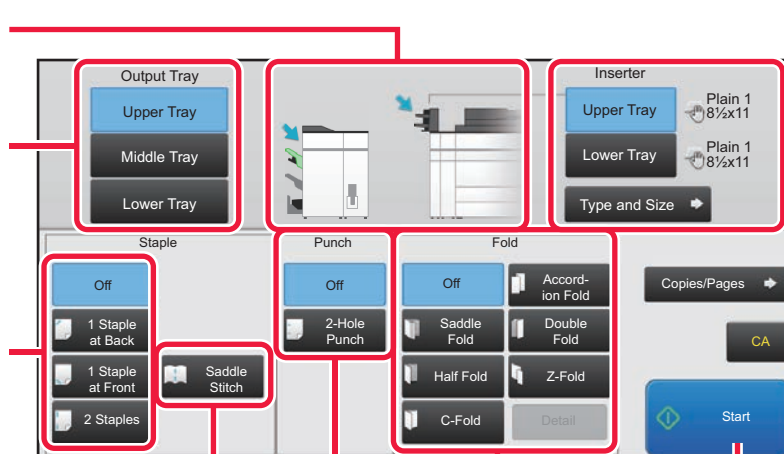 Output Tray
Upper Tray
Middle Tray
Lower Tray
Inserter
Upper Tray
Plain 1
8½x11
Lower Tray
Plain 1
8½x11
Type and Size
Staple
Off
1 Staple
at Back
1 Staple
at Front
2 Staples
Saddle
Stitch
Punch
Off
2-Hole
Punch
Fold
Off
Accord-
ion Fold
Saddle
Fold
Double
Fold
Half Fold
Z-Fold
C-Fold
Detail
Copies/Pages
CA
Start